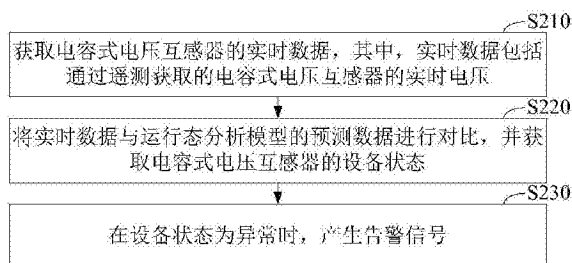 S210
获取电容式电压互感器的实时数据，其中，实时数据包括
通过遥测获取的电容式电压互感器的实时电压
S220
将实时数据与运行态分析模型的预测数据进行对比，并获
取电容式电压互感器的设备状态
S230
在设备状态为异常时，产生告警信号